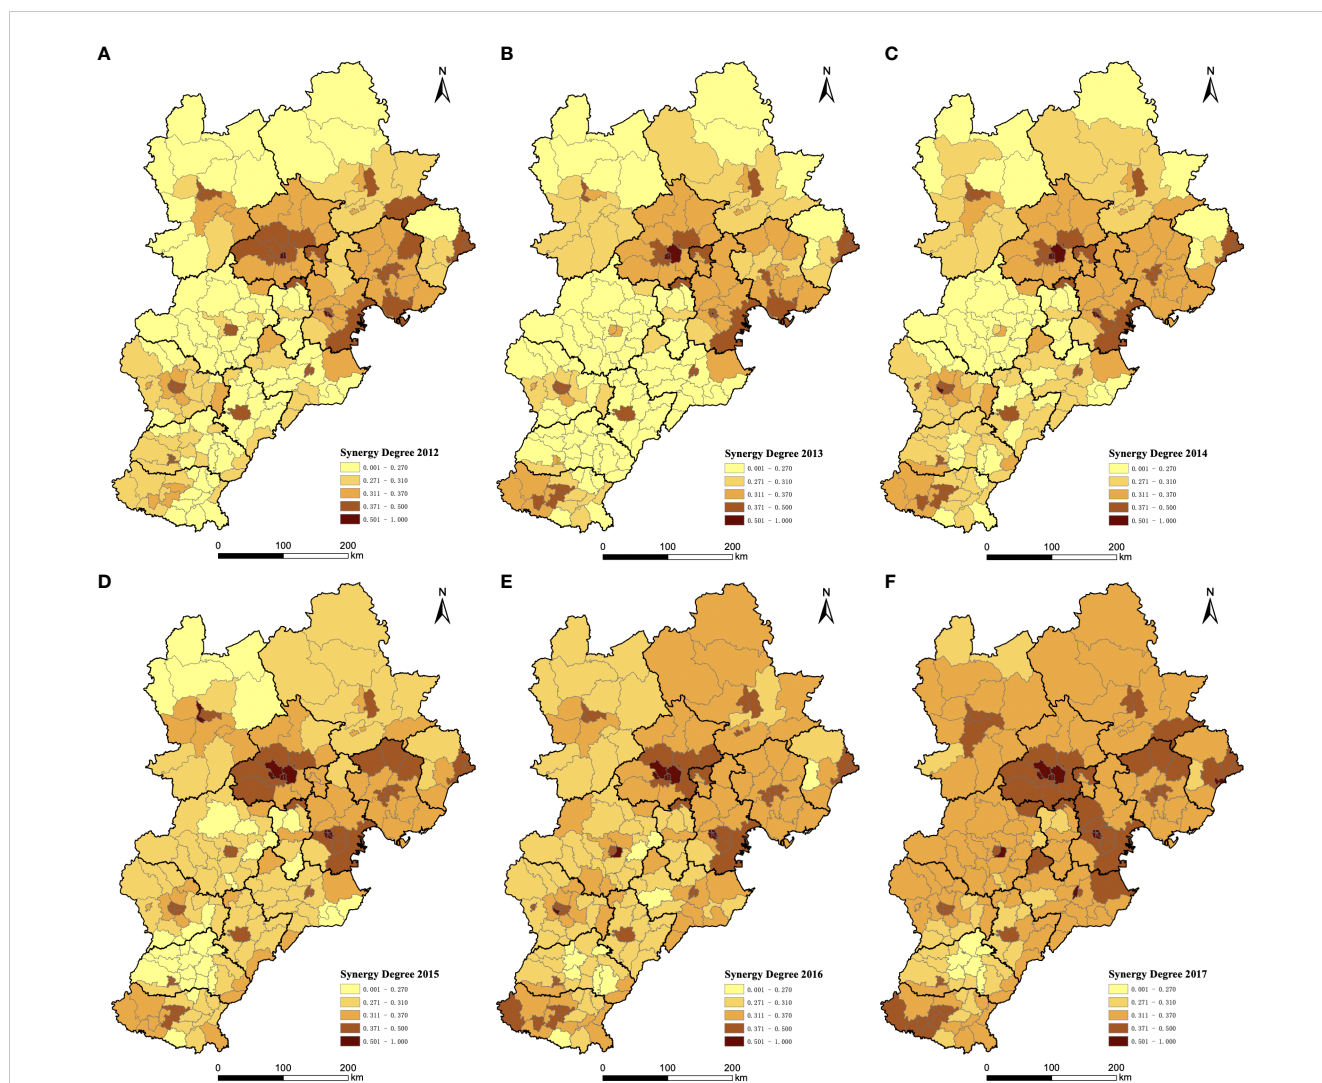 A
B
C
N
N
N
Synergy Degree 2012
0.001 - 0.270
0.271 - 0.310
0.311 - 0.370
0.371 - 0.500
0.501 - 1.000
0 100 200
km
Synergy Degree 2013
0.001 - 0.270
0.271 - 0.310
0.311 - 0.370
0.371 - 0.500
0.501 - 1.000
0 100 200
km
Synergy Degree 2014
0.001 - 0.270
0.271 - 0.310
0.311 - 0.370
0.371 - 0.500
0.501 - 1.000
0 100 200
km
D
E
F
N
N
N
Synergy Degree 2015
0.001 - 0.270
0.271 - 0.310
0.311 - 0.370
0.371 - 0.500
0.501 - 1.000
0 100 200
km
Synergy Degree 2016
0.001 - 0.270
0.271 - 0.310
0.311 - 0.370
0.371 - 0.500
0.501 - 1.000
0 100 200
km
Synergy Degree 2017
0.001 - 0.270
0.271 - 0.310
0.311 - 0.370
0.371 - 0.500
0.501 - 1.000
0 100 200
km